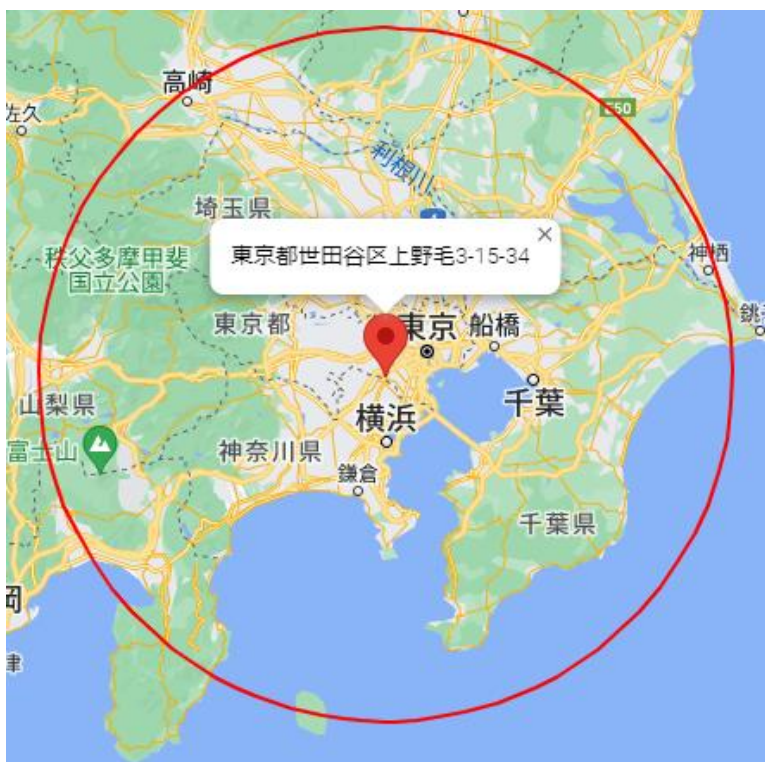 高崎
佐久
E50
利根川
4
埼玉県
東京都世田谷区上野毛3-15-34
×
秩父多摩甲斐
国立公園
神栖
東京都
東京
船橋
銚子
千葉
山梨県
横浜
富士山
神奈川県
鎌倉
千葉県
岡
津